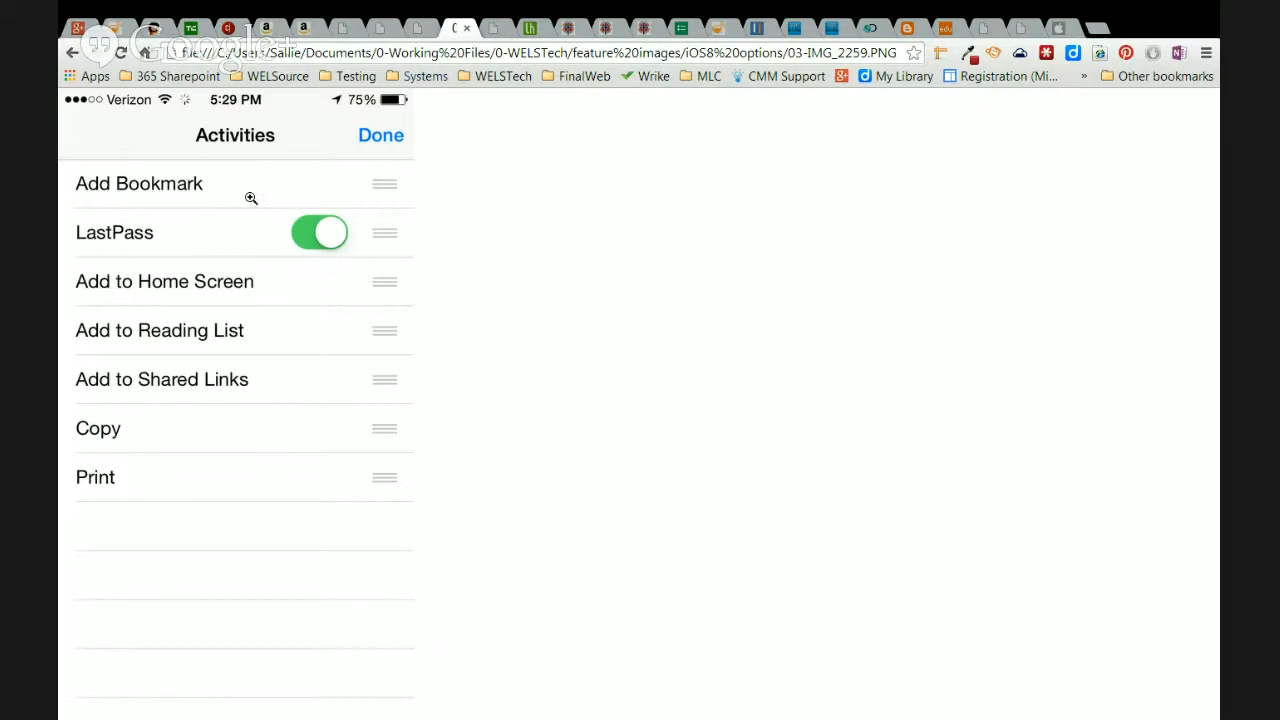 Google+
C ×
/Users/Sallie/Documents/0-Working%20Files/0-WELSTech/feature%20images/iOS8%20options/03-IMG_2259.PNG
Apps 365 Sharepoint WELSource Testing Systems WELSTech FinalWeb Wrike MLC CMM Support My Library Registration (Mi... » Other bookmarks
Verizon 5:29 PM 75%
Activities Done
Add Bookmark
LastPass
Add to Home Screen
Add to Reading List
Add to Shared Links
Copy
Print